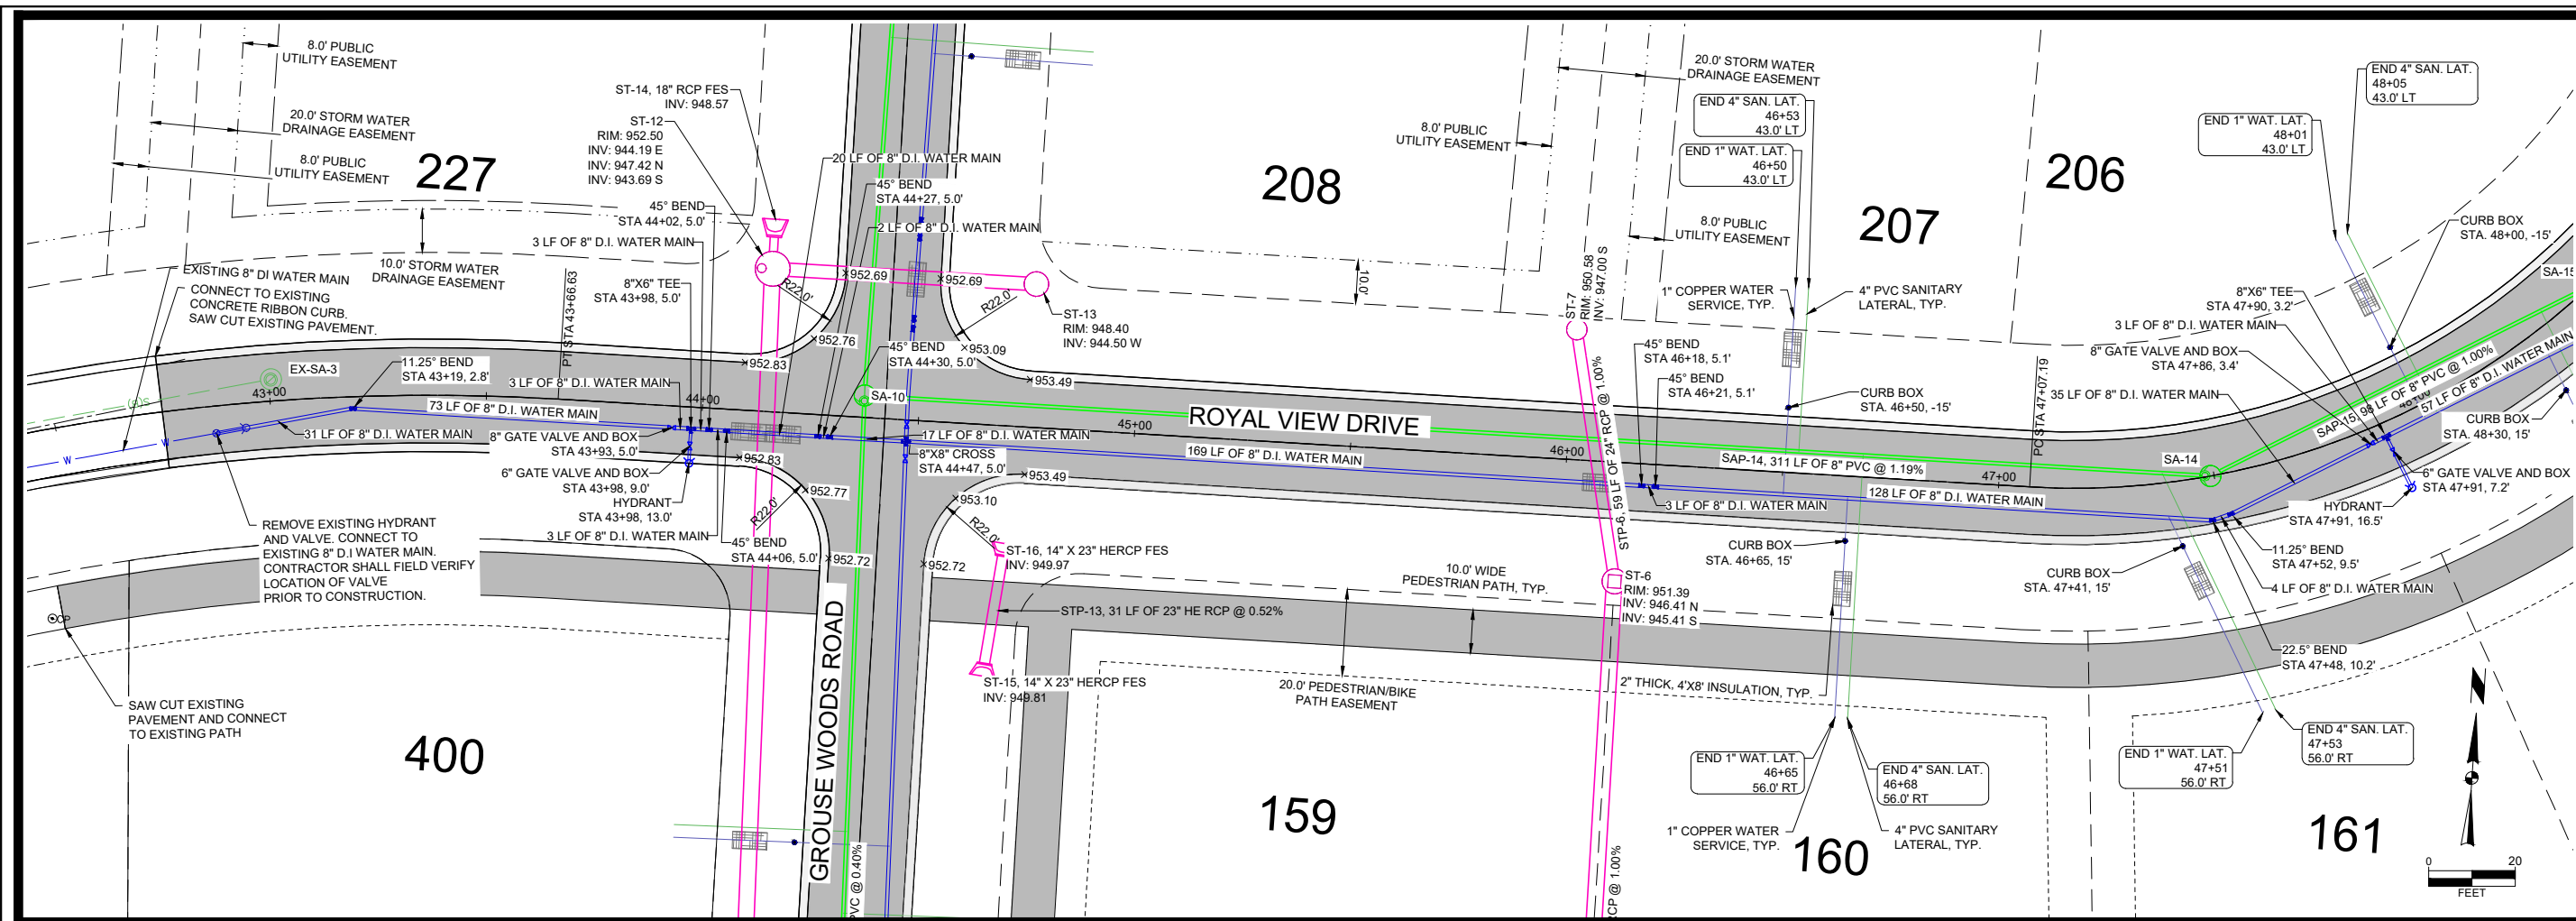 8.0' PUBLIC
UTILITY EASEMENT
20.0' STORM WATER
DRAINAGE EASEMENT
8.0' PUBLIC
UTILITY EASEMENT
227
ST-14, 18" RCP FES
INV: 948.57
ST-12
RIM: 952.50
INV: 944.19 E
INV: 947.42 N
INV: 943.69 S
45° BEND
STA 44+02, 5.0'
3 LF OF 8" D.I. WATER MAIN
10.0' STORM WATER
DRAINAGE EASEMENT
8"X6" TEE
STA 43+98, 5.0'
EXISTING 8" DI WATER MAIN
CONNECT TO EXISTING
CONCRETE RIBBON CURB.
SAW CUT EXISTING PAVEMENT.
PT STA 43+66.63
20 LF OF 8" D.I. WATER MAIN
45° BEND
STA 44+27, 5.0'
2 LF OF 8" D.I. WATER MAIN
952.69
952.69
R22.0'
R22.0'
952.76
952.83
953.09
953.49
ST-13
RIM: 948.40
INV: 944.50 W
45° BEND
STA 44+30, 5.0'
EX-SA-3
43+00
S(e)
W
W
11.25° BEND
STA 43+19, 2.8'
3 LF OF 8" D.I. WATER MAIN
73 LF OF 8" D.I. WATER MAIN
44+00
31 LF OF 8" D.I. WATER MAIN
8" GATE VALVE AND BOX
STA 43+93, 5.0'
6" GATE VALVE AND BOX
STA 43+98, 9.0'
HYDRANT
STA 43+98, 13.0'
3 LF OF 8" D.I. WATER MAIN
45° BEND
STA 44+06, 5.0'
952.83
952.77
R22.0'
952.72
SA-10
17 LF OF 8" D.I. WATER MAIN
8"X8" CROSS
STA 44+47, 5.0'
953.49
953.10
R22.0'
952.72
REMOVE EXISTING HYDRANT
AND VALVE. CONNECT TO
EXISTING 8" D.I WATER MAIN.
CONTRACTOR SHALL FIELD VERIFY
LOCATION OF VALVE
PRIOR TO CONSTRUCTION.
CP
SAW CUT EXISTING
PAVEMENT AND CONNECT
TO EXISTING PATH
400
GROUSE WOODS ROAD
PVC @ 0.40%
ST-16, 14" X 23" HERCP FES
INV: 949.97
STP-13, 31 LF OF 23" HE RCP @ 0.52%
ST-15, 14" X 23" HERCP FES
INV: 949.81
208
8.0' PUBLIC
UTILITY EASEMENT
20.0' STORM WATER
DRAINAGE EASEMENT
10.0'
ST-7
RIM: 950.58
INV: 947.00 S
45+00
ROYAL VIEW DRIVE
169 LF OF 8" D.I. WATER MAIN
46+00
STP-6, 59 LF OF 24" RCP @ 1.00%
10.0' WIDE
PEDESTRIAN PATH, TYP.
20.0' PEDESTRIAN/BIKE
PATH EASEMENT
159
ST-6
RIM: 951.39
INV: 946.41 N
INV: 945.41 S
RCP @ 1.00%
END 4" SAN. LAT.
46+53
43.0' LT
END 1" WAT. LAT.
46+50
43.0' LT
8.0' PUBLIC
UTILITY EASEMENT
207
1" COPPER WATER
SERVICE, TYP.
4" PVC SANITARY
LATERAL, TYP.
45° BEND
STA 46+18, 5.1'
45° BEND
STA 46+21, 5.1'
CURB BOX
STA. 46+50, -15'
SAP-14, 311 LF OF 8" PVC @ 1.19%
3 LF OF 8" D.I. WATER MAIN
128 LF OF 8" D.I. WATER MAIN
47+00
PC STA 47+07.19
CURB BOX
STA. 46+65, 15'
2" THICK, 4'X8' INSULATION, TYP.
END 1" WAT. LAT.
46+65
56.0' RT
END 4" SAN. LAT.
46+68
56.0' RT
1" COPPER WATER
SERVICE, TYP.
4" PVC SANITARY
LATERAL, TYP.
160
206
END 4" SAN. LAT.
48+05
43.0' LT
END 1" WAT. LAT.
48+01
43.0' LT
CURB BOX
STA. 48+00, -15'
SA-15
8"X6" TEE
STA 47+90, 3.2'
3 LF OF 8" D.I. WATER MAIN
8" GATE VALVE AND BOX
STA 47+86, 3.4'
35 LF OF 8" D.I. WATER MAIN
SAP-15, 98 LF OF 8" PVC @ 1.00%
48+00
57 LF OF 8" D.I. WATER MAIN
CURB BOX
STA. 48+30, 15'
SA-14
6" GATE VALVE AND BOX
STA 47+91, 7.2'
HYDRANT
STA 47+91, 16.5'
11.25° BEND
STA 47+52, 9.5'
4 LF OF 8" D.I. WATER MAIN
CURB BOX
STA. 47+41, 15'
22.5° BEND
STA 47+48, 10.2'
END 4" SAN. LAT.
47+53
56.0' RT
END 1" WAT. LAT.
47+51
56.0' RT
161
N
0 20
FEET